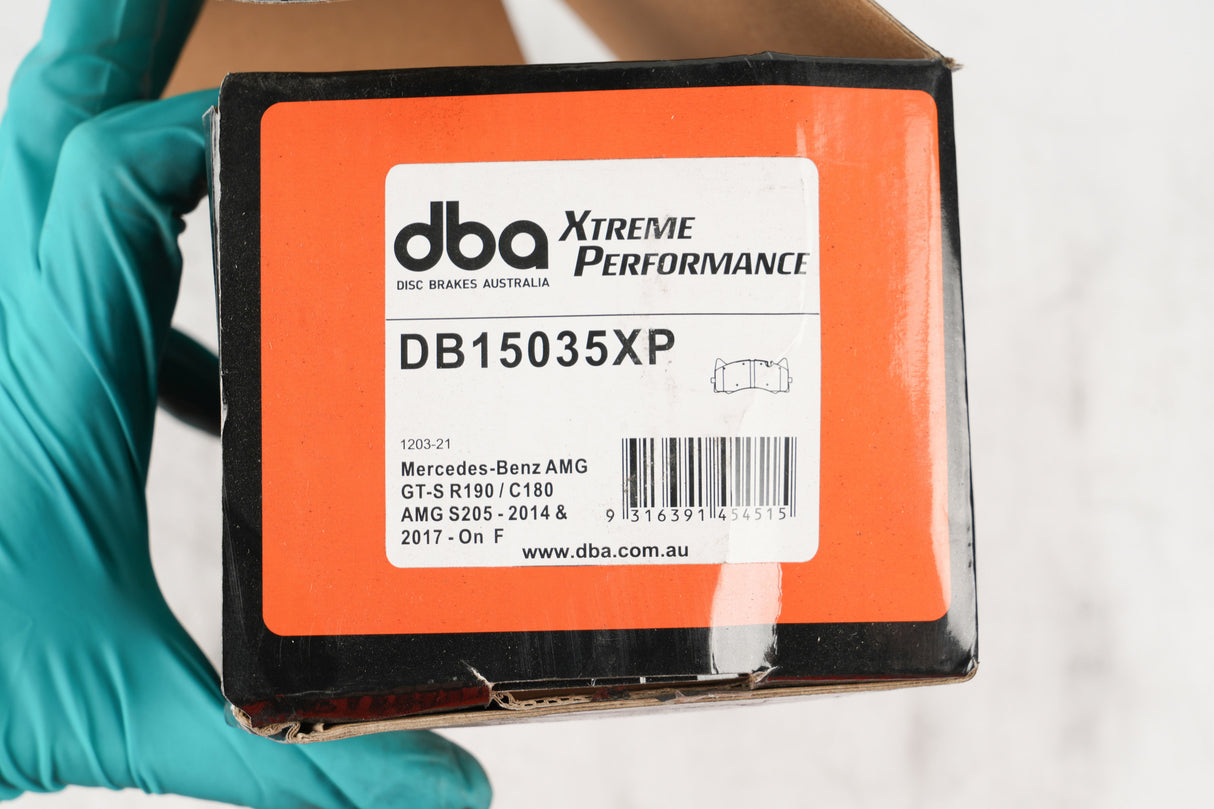 dba XTREME
PERFORMANCE
DISC BRAKES AUSTRALIA
DB15035XP
1203-21
Mercedes-Benz AMG
GT-S R190 / C180
AMG S205 - 2014 &
2017 - On F
9 316391 454515
www.dba.com.au